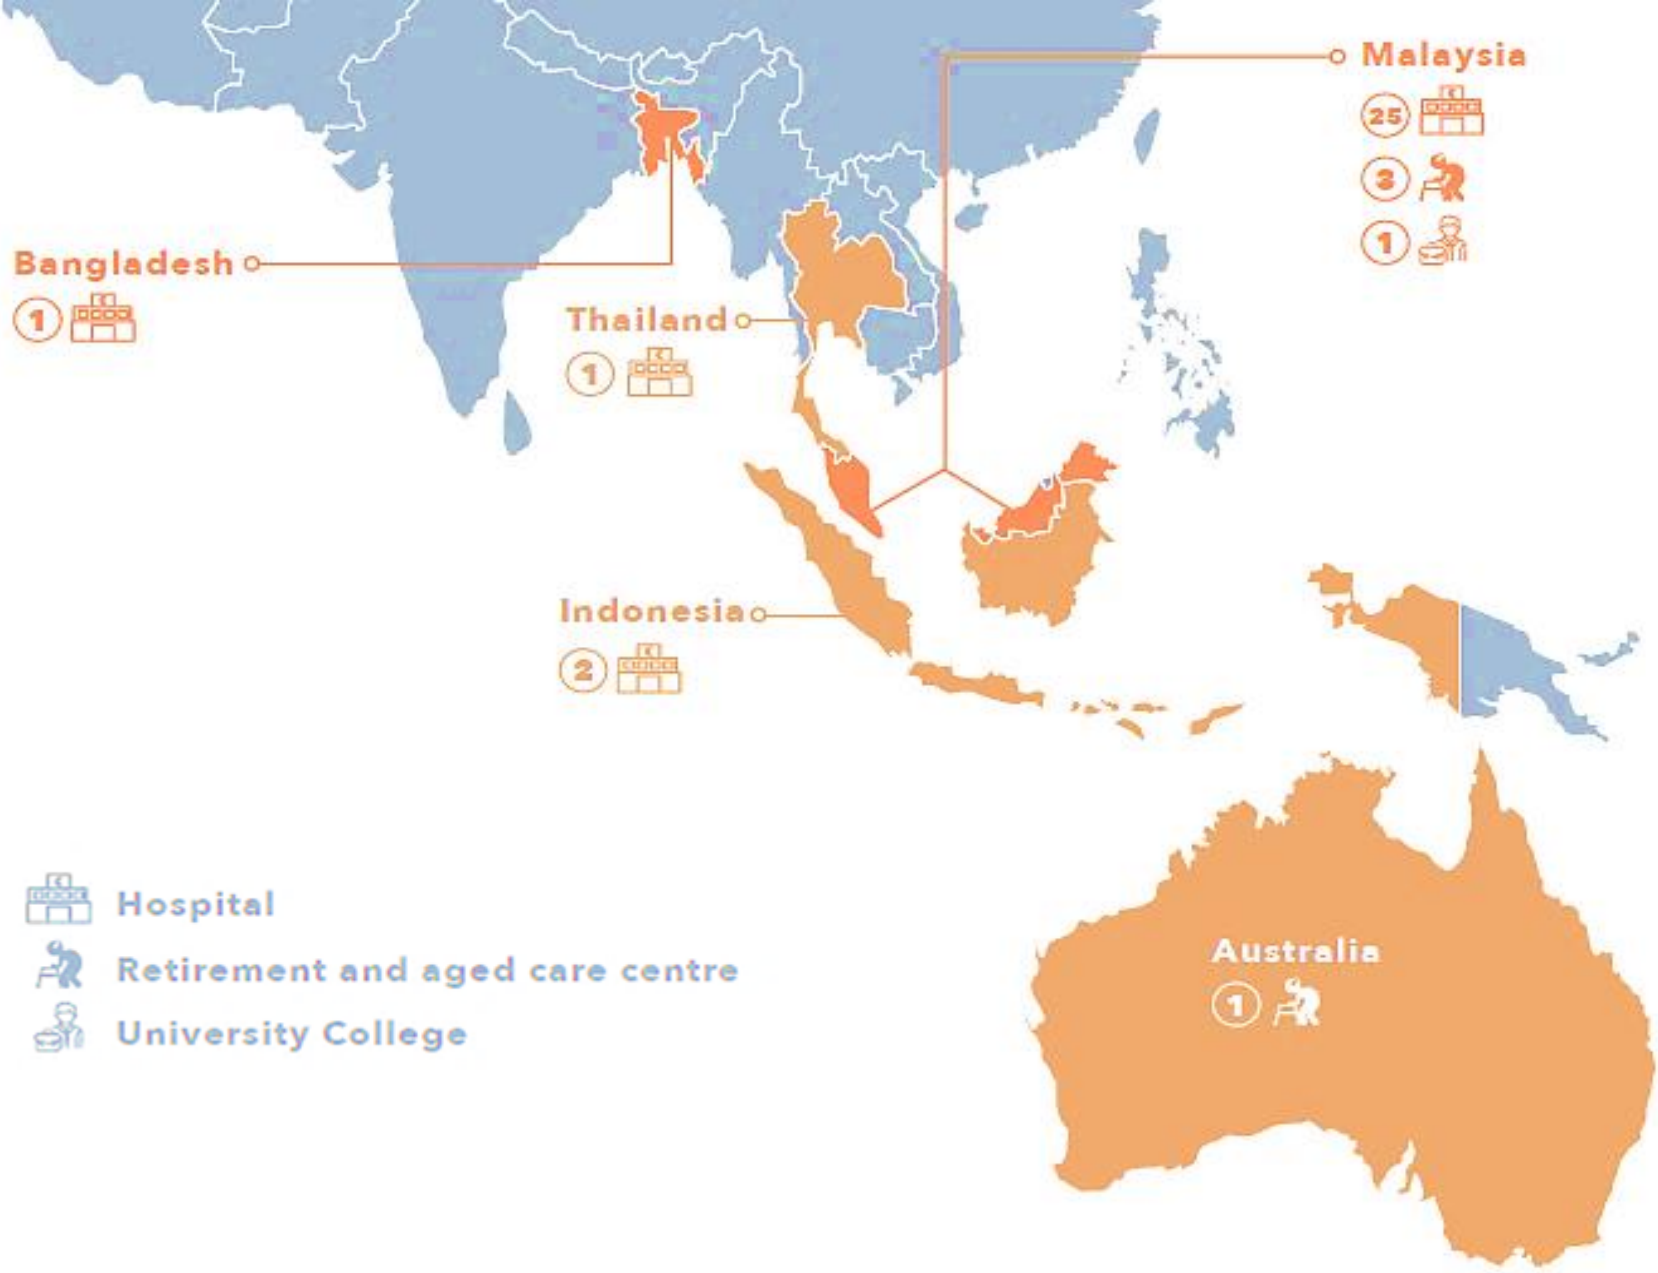 Malaysia
25
3
1
Bangladesh
1
Thailand
1
Indonesia
2
Australia
1
Hospital
Retirement and aged care centre
University College